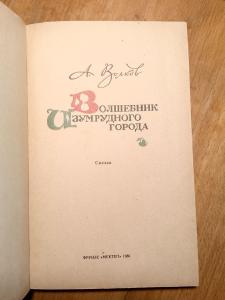 А. Волков
ВОЛШЕБНИК
ИЗУМРУДНОГО
ГОРОДА
Сказка
ФРУНЗЕ «МЕКТЕП»